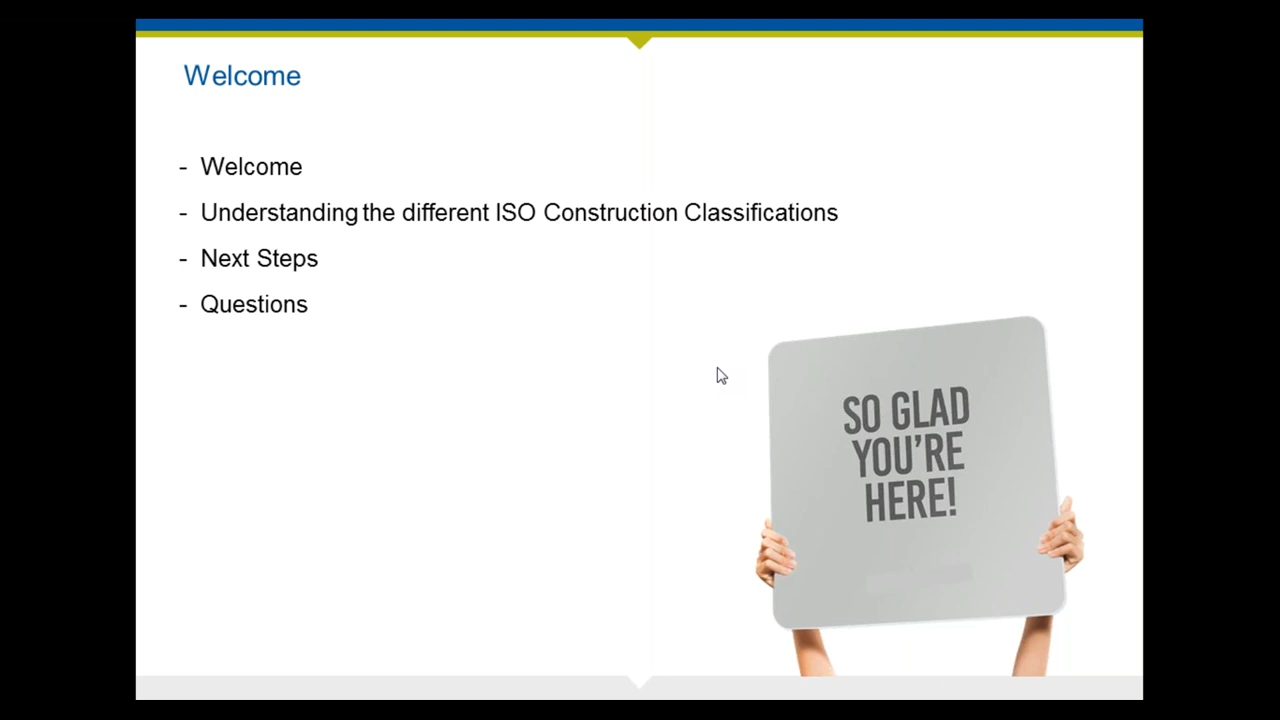 Welcome
- Welcome
- Understanding the different ISO Construction Classifications
- Next Steps
- Questions
SO GLAD
YOU'RE
HERE!